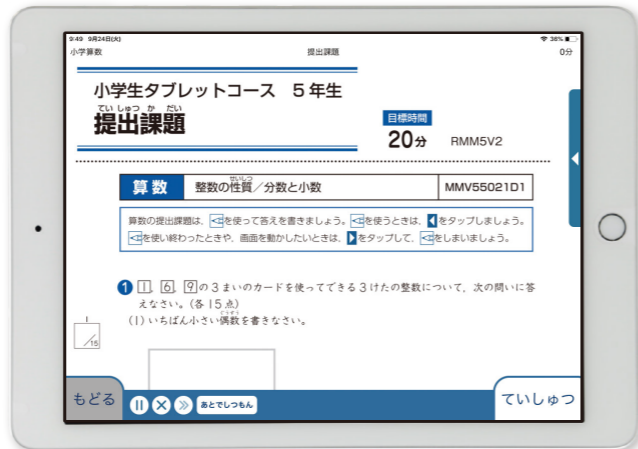 9:49 9月24日(火)
38%
小学算数
提出課題
0分
小学生タブレットコース 5年生
ていしゅつ か だい
提出課題
目標時間
20分
RMM5V2
算数
せいしつ
整数の性質/分数と小数
MMV55021D1
算数の提出課題は、を使って答えを書きましょう。を使うときは、をタップしましょう。
を使い終わったときや、画面を動かしたいときは、をタップして、をしまいましょう。
1 1, 6, 9の3まいのカードを使ってできる3けたの整数について、次の問いに答
えなさい。(各15点)
ぐうすう
(1)いちばん小さい偶数を書きなさい。
1
/15
もどる
あとでしつもん
ていしゅつ